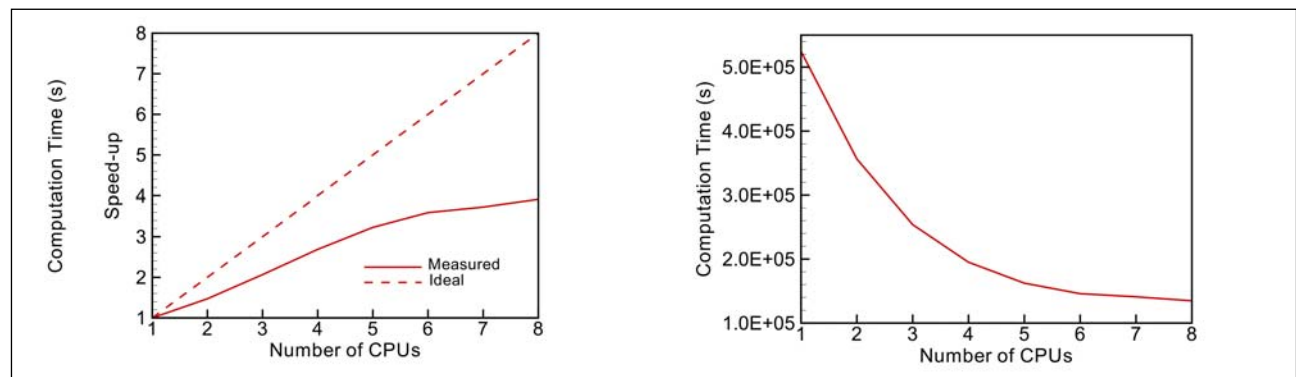 Computation Time (s)
Speed-up
8
7
6
5
4
3
2
1
1 2 3 4 5 6 7 8
Number of CPUs
Measured
Ideal
Computation Time (s)
5.0E+05
4.0E+05
3.0E+05
2.0E+05
1.0E+05
1 2 3 4 5 6 7 8
Number of CPUs